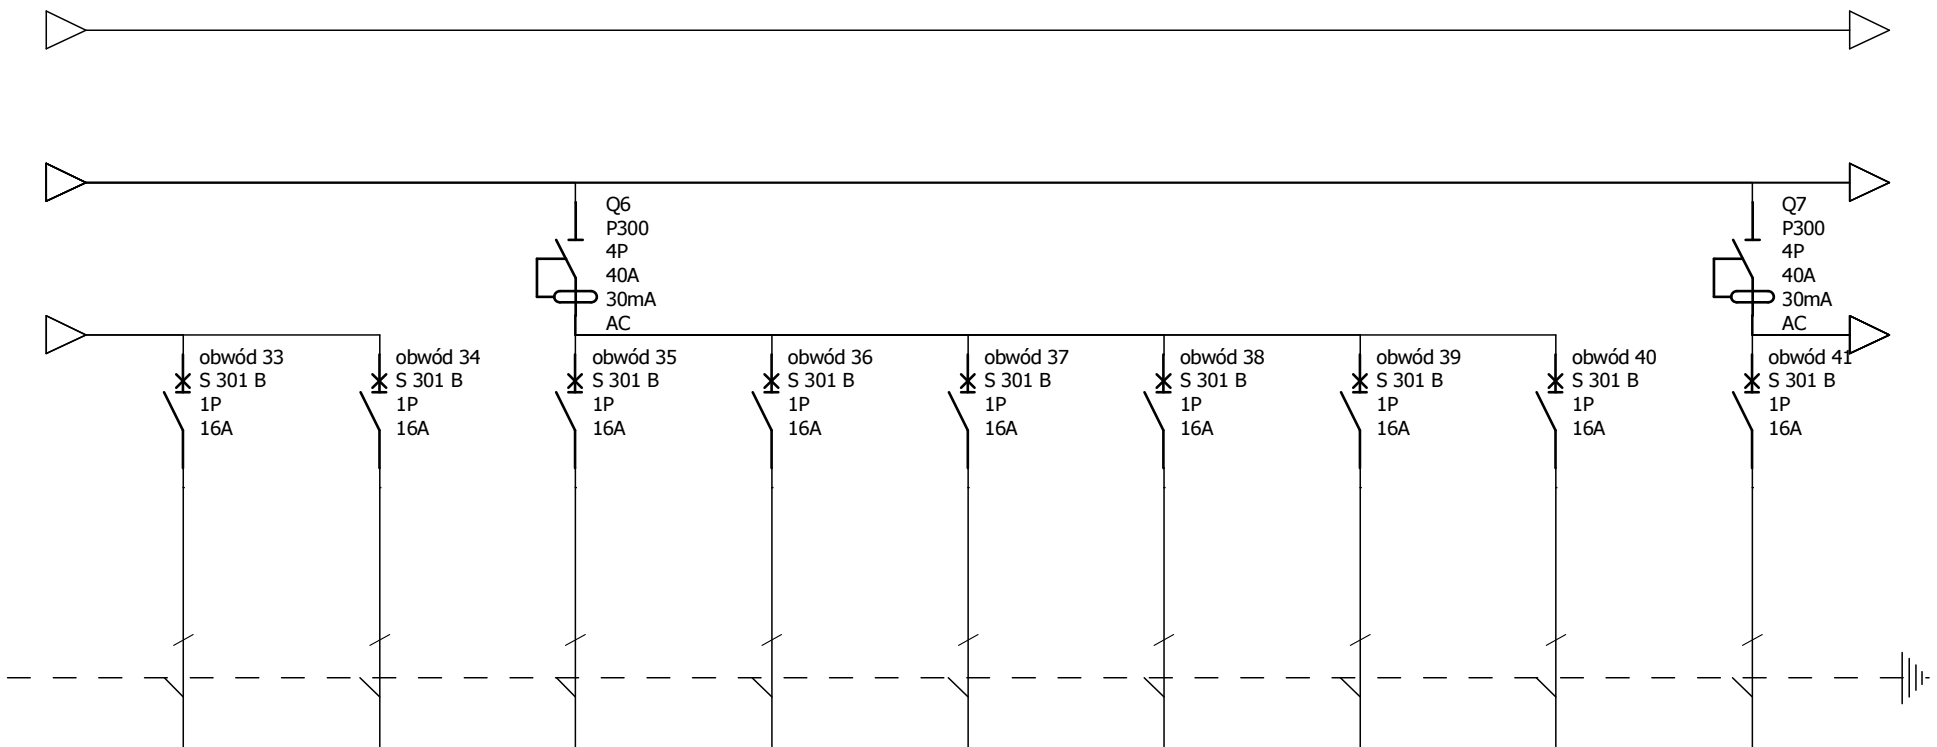 Q6
P300
4P
40A
30mA
AC
Q7
P300
4P
40A
30mA
AC
obwód 33
S 301 B
1P
16A
obwód 34
S 301 B
1P
16A
obwód 35
S 301 B
1P
16A
obwód 36
S 301 B
1P
16A
obwód 37
S 301 B
1P
16A
obwód 38
S 301 B
1P
16A
obwód 39
S 301 B
1P
16A
obwód 40
S 301 B
1P
16A
obwód 41
S 301 B
1P
16A